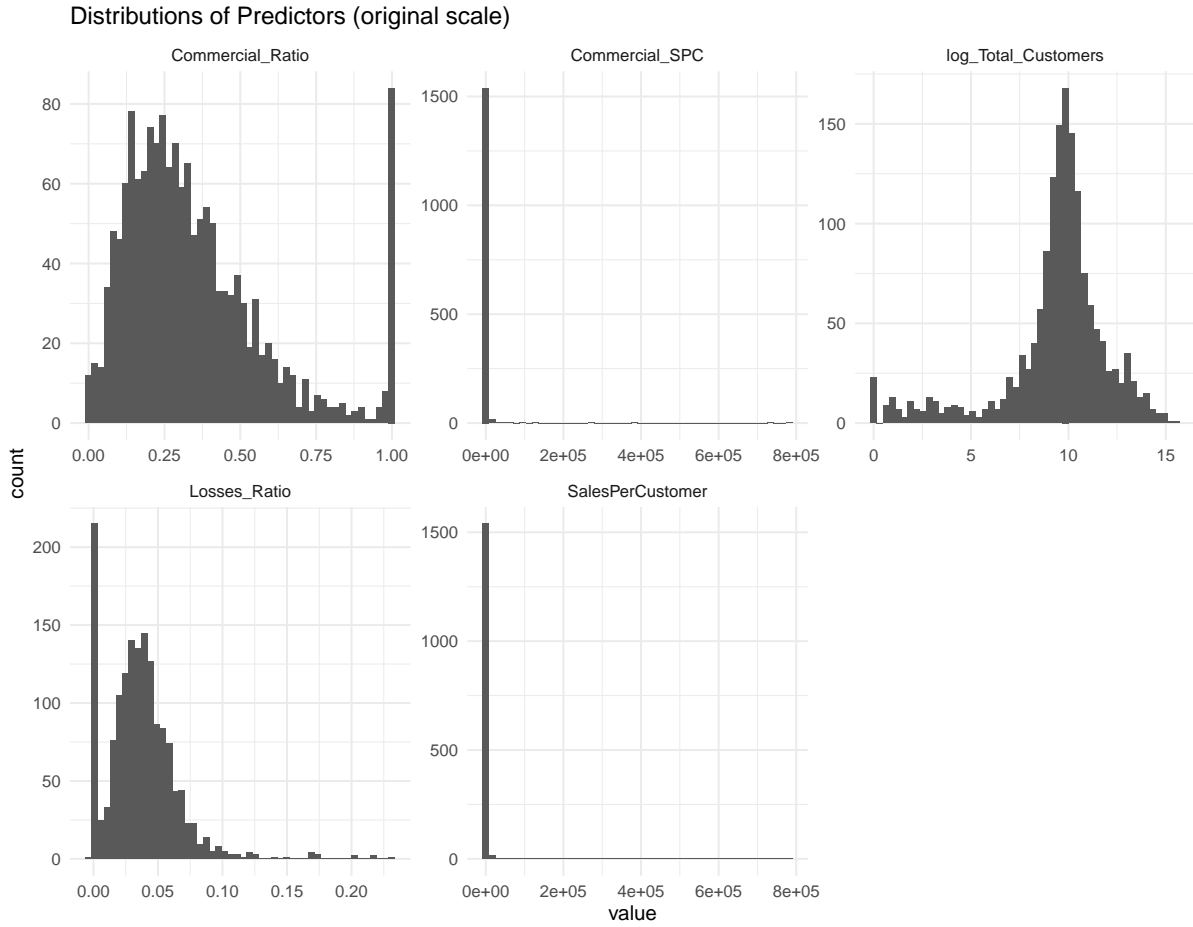 Distributions of Predictors (original scale)
Commercial_Ratio
Commercial_SPC
log_Total_Customers
80
60
40
20
0
0.00 0.25 0.50 0.75 1.00
1500
1000
500
0
0e+00 2e+05 4e+05 6e+05 8e+05
150
100
50
0
0 5 10 15
count
Losses_Ratio
SalesPerCustomer
200
150
100
50
0
0.00 0.05 0.10 0.15 0.20
1500
1000
500
0
0e+00 2e+05 4e+05 6e+05 8e+05
value